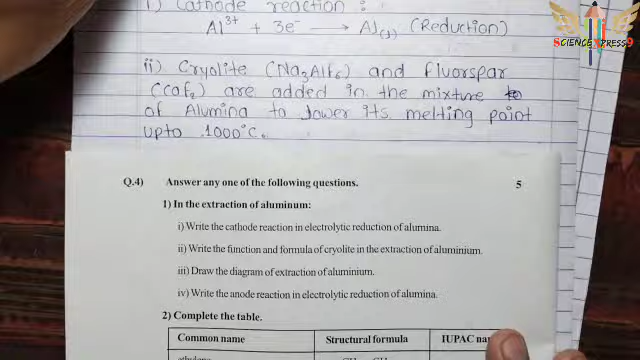 i) Cathode reaction :
Al³⁺ + 3e⁻ → Al(l) (Reduction)
SCIENCEXPRESS9
ii) Cryolite (Na₃AlF₆) and fluorspar
(CaF₂) are added in the mixture
of Alumina to lower its melting point
upto 1000°C.
Q.4) Answer any one of the following questions. 5
1) In the extraction of aluminum:
i) Write the cathode reaction in electrolytic reduction of alumina.
ii) Write the function and formula of cryolite in the extraction of aluminium.
iii) Draw the diagram of extraction of aluminium.
iv) Write the anode reaction in electrolytic reduction of alumina.
2) Complete the table.
Common name Structural formula IUPAC
ethylene